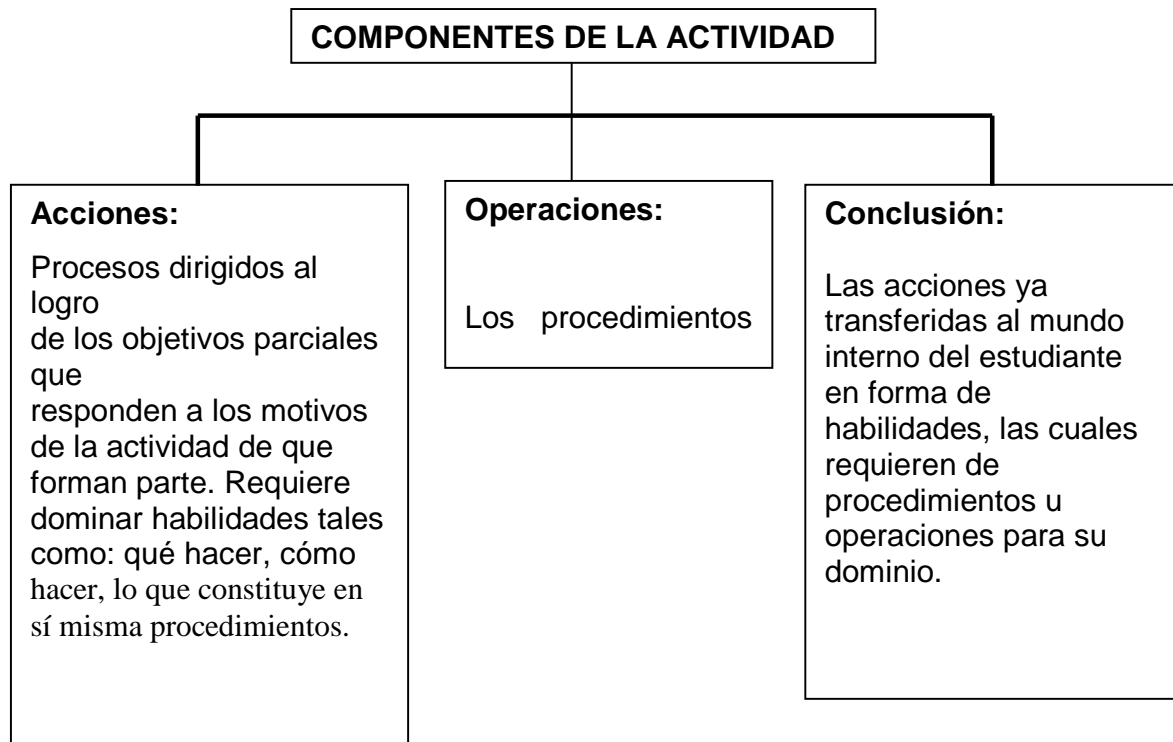 COMPONENTES DE LA ACTIVIDAD
Acciones:
Procesos dirigidos al
logro
de los objetivos parciales
que
responden a los motivos
de la actividad de que
forman parte. Requiere
dominar habilidades tales
como: qué hacer, cómo
hacer, lo que constituye en
sí misma procedimientos.
Operaciones:
Los procedimientos
Conclusión:
Las acciones ya
transferidas al mundo
interno del estudiante
en forma de
habilidades, las cuales
requieren de
procedimientos u
operaciones para su
dominio.